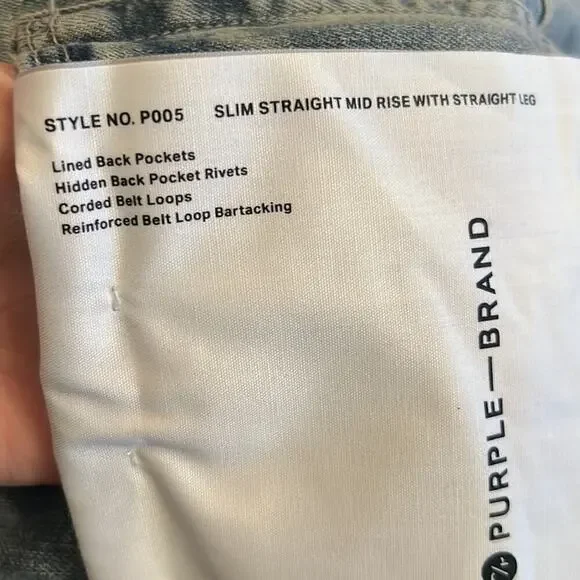 STYLE NO. P005 SLIM STRAIGHT MID RISE WITH STRAIGHT LEG
Lined Back Pockets
Hidden Back Pocket Rivets
Corded Belt Loops
Reinforced Belt Loop Bartacking
PURPLE—BRAND